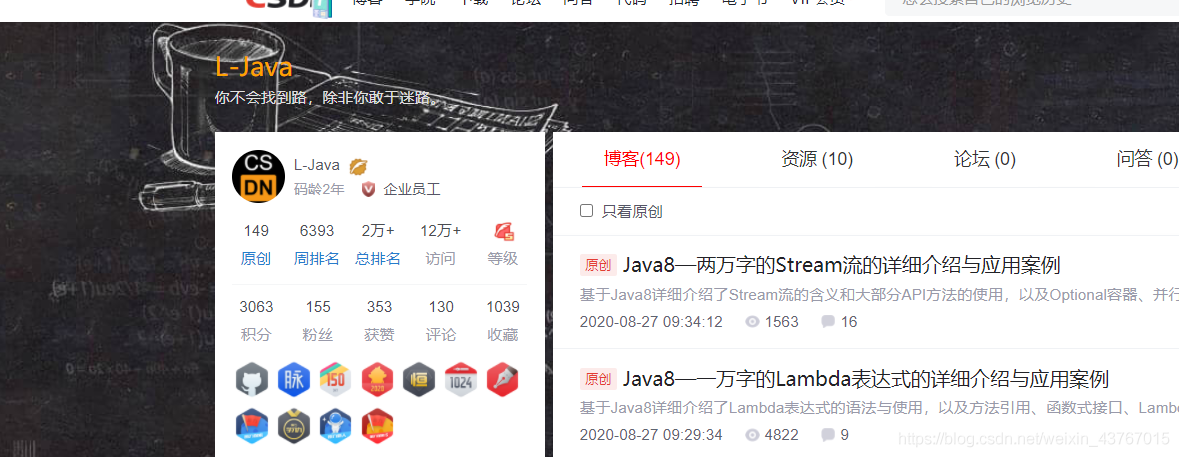 CSDN 博客 学院 下载 论坛 问答 代码 招聘 电子书 VIP会员
L-Java
你不会找到路，除非你敢于迷路。
博客(149) 资源 (10) 论坛 (0) 问答 (0)
CS
DN
L-Java
码龄2年 企业员工
149 6393 2万+ 12万+
原创 周排名 总排名 访问 等级
3063 155 353 130 1039
积分 粉丝 获赞 评论 收藏
脉 150 2020 1024
只看原创
原创 Java8—两万字的Stream流的详细介绍与应用案例
基于Java8详细介绍了Stream流的含义和大部分API方法的使用，以及Optional容器、并行
2020-08-27 09:34:12 1563 16
原创 Java8—一万字的Lambda表达式的详细介绍与应用案例
基于Java8详细介绍了Lambda表达式的语法与使用，以及方法引用、函数式接口、Lamb
2020-08-27 09:29:34 4822 9
https://blog.csdn.net/weixin_43767015